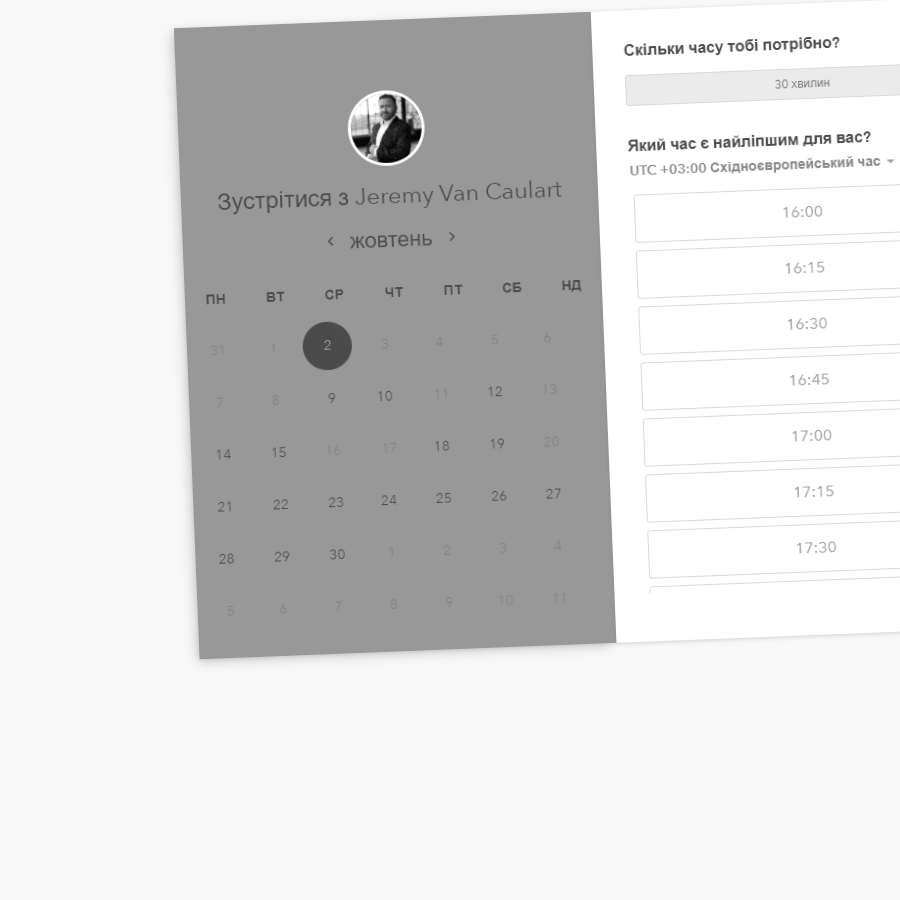 Зустрітися з Jeremy Van Caulart
жовтень
ПН ВТ СР ЧТ ПТ СБ НД
31 1 2 3 4 5 6
7 8 9 10 11 12 13
14 15 16 17 18 19 20
21 22 23 24 25 26 27
28 29 30 1 2 3 4
5 6 7 8 9 10 11
Скільки часу тобі потрібно?
30 хвилин
Який час є найліпшим для вас?
UTC +03:00 Східноєвропейський час
16:00
16:15
16:30
16:45
17:00
17:15
17:30